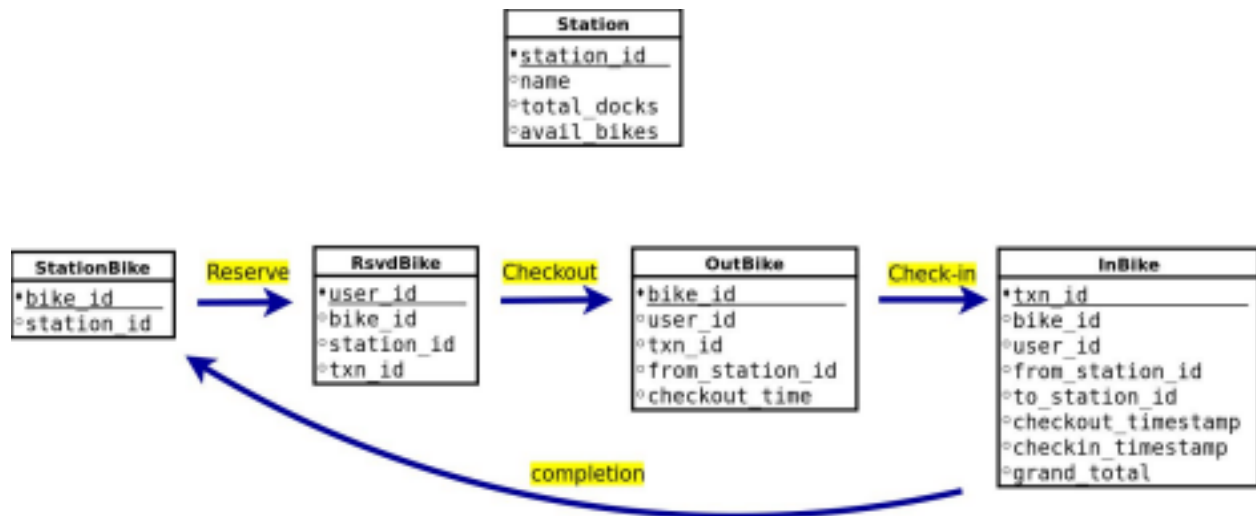 Station
station_id
name
total_docks
avail_bikes
StationBike
bike_id
station_id
Reserve
RsvdBike
user_id
bike_id
station_id
txn_id
Checkout
OutBike
bike_id
user_id
txn_id
from_station_id
checkout_time
Check-in
InBike
txn_id
bike_id
user_id
from_station_id
to_station_id
checkout_timestamp
checkin_timestamp
grand_total
completion